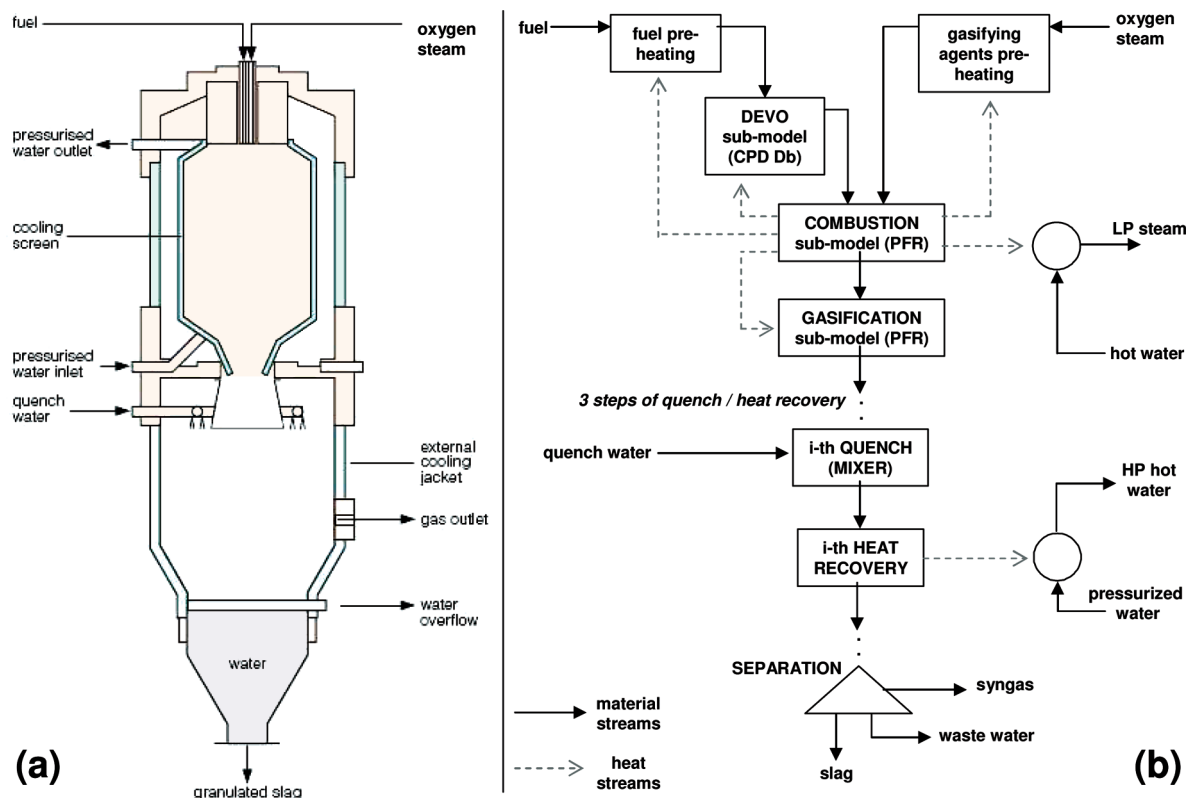 fuel
oxygen
steam
pressurised
water outlet
cooling
screen
pressurised
water inlet
quench
water
external
cooling
jacket
gas outlet
water
overflow
water
granulated slag
(a)
fuel
fuel pre-
heating
gasifying
agents pre-
heating
oxygen
steam
DEVO
sub-model
(CPD Db)
COMBUSTION
sub-model (PFR)
LP steam
GASIFICATION
sub-model (PFR)
hot water
3 steps of quench / heat recovery
quench water
i-th QUENCH
(MIXER)
HP hot
water
i-th HEAT
RECOVERY
pressurized
water
SEPARATION
syngas
waste water
slag
material
streams
heat
streams
(b)